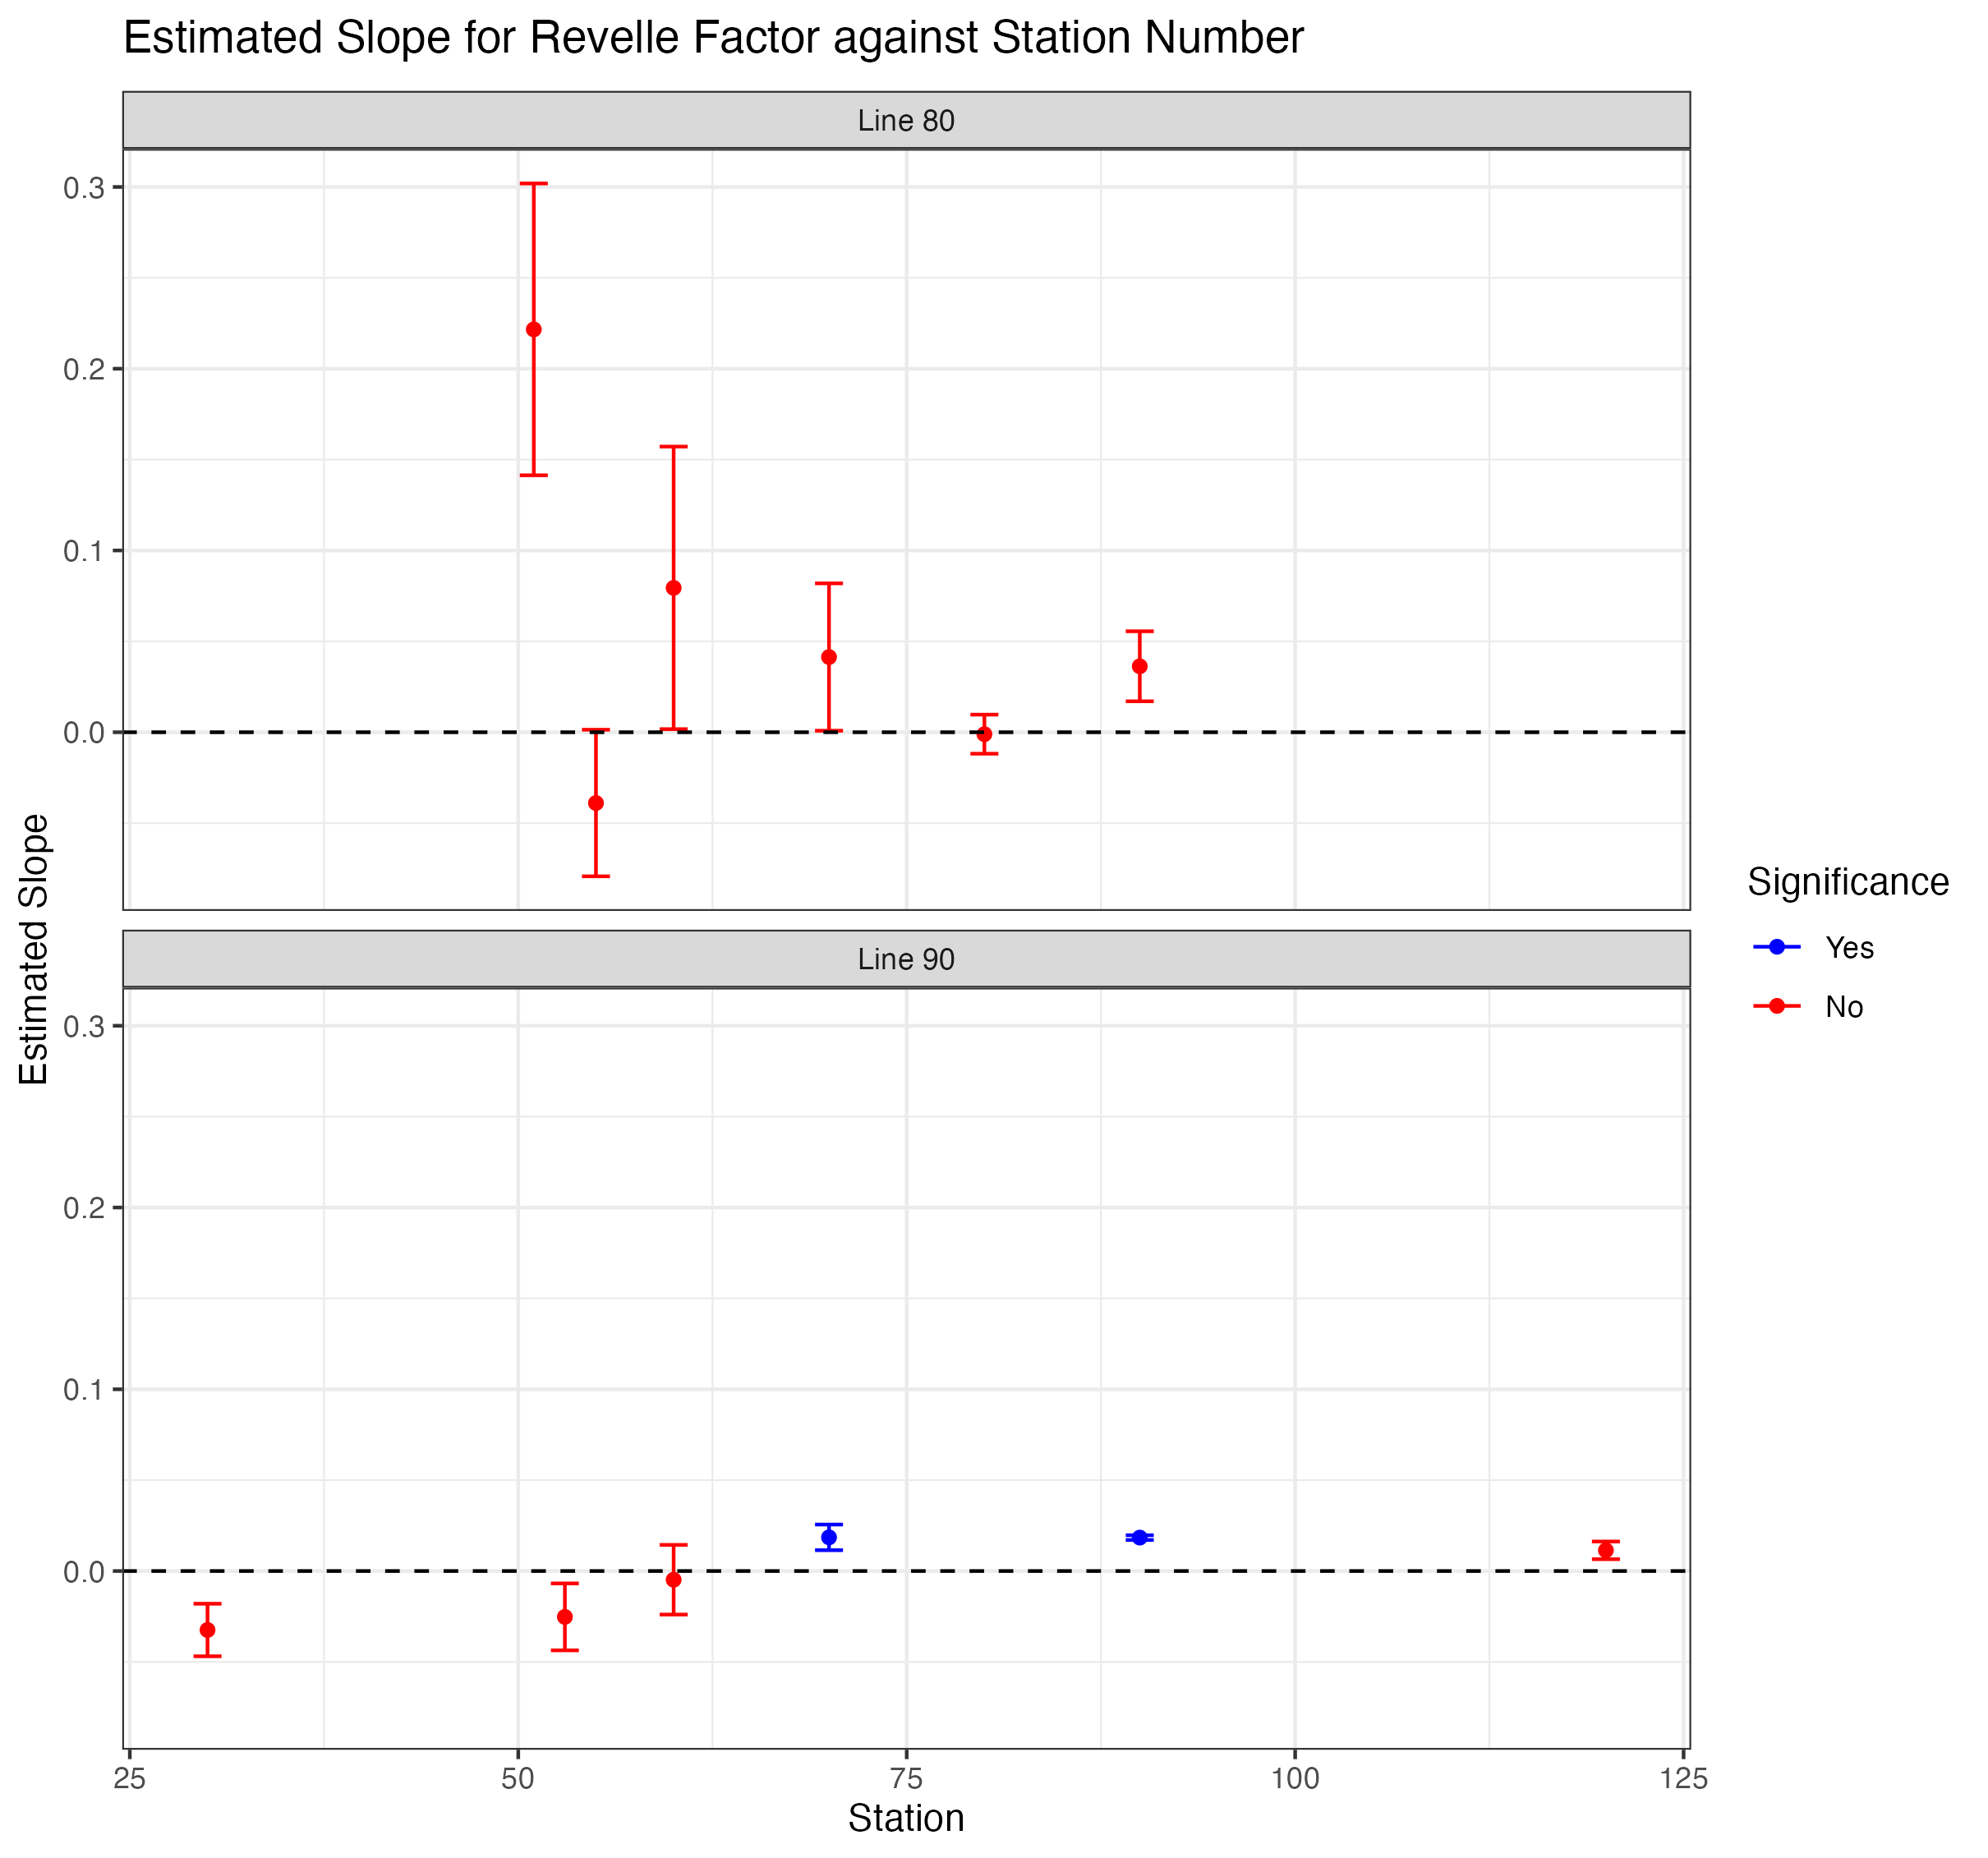 Estimated Slope for Revelle Factor against Station Number
Line 80
0.3
0.2
0.1
0.0
Line 90
0.3
0.2
0.1
0.0
25 50 75 100 125
Station
Estimated Slope
Significance
Yes
No